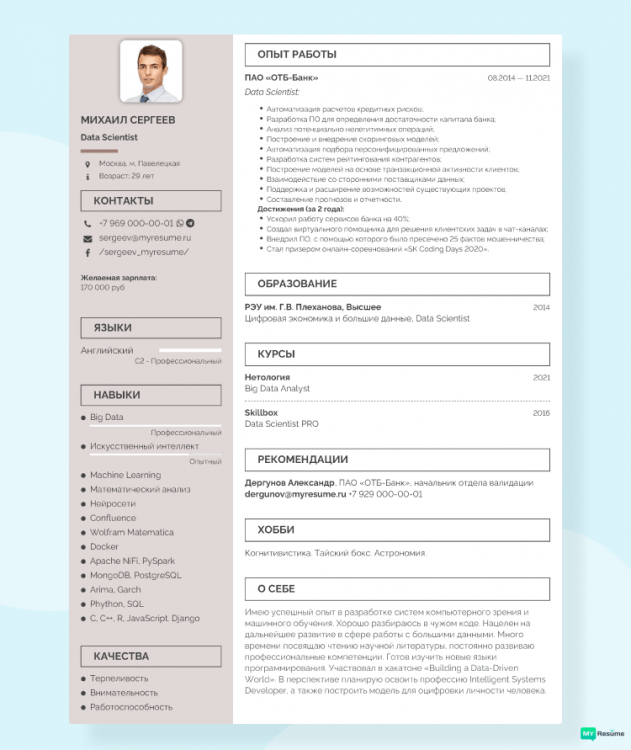 МИХАИЛ СЕРГЕЕВ
Data Scientist
Москва, м. Павелецкая
Возраст: 29 лет
КОНТАКТЫ
+7 969 000-00-01
sergeev@myresume.ru
/sergeev_myresume/
Желаемая зарплата:
170 000 руб
ЯЗЫКИ
Английский
C2 - Профессиональный
НАВЫКИ
Big Data
Профессиональный
Искусственный интеллект
Опытный
Machine Learning
Математический анализ
Нейросети
Confluence
Wolfram Matematica
Docker
Apache NiFi, PySpark
MongoDB, PostgreSQL
Arima, Garch
Phython, SQL
C, C++, R, JavaScript, Django
КАЧЕСТВА
Терпеливость
Внимательность
Работоспособность
ОПЫТ РАБОТЫ
ПАО «ОТБ-Банк» 08.2014 — 11.2021
Data Scientist:
Автоматизация расчетов кредитных рисков;
Разработка ПО для определения достаточности капитала банка;
Анализ потенциально нелегитимных операций;
Построение и внедрение скоринговых моделей;
Автоматизация подбора персонифицированных предложений;
Разработка систем рейтингования контрагентов;
Построение моделей на основе транзакционной активности клиентов;
Взаимодействие со сторонними поставщиками данных;
Поддержка и расширение возможностей существующих проектов;
Составление прогнозов и отчетности.
Достижения (за 2 года):
Ускорил работу сервисов банка на 40%;
Создал виртуального помощника для решения клиентских задач в чат-каналах;
Внедрил ПО, с помощью которого было пресечено 25 фактов мошенничества;
Стал призером онлайн-соревнований «SK Coding Days 2020».
ОБРАЗОВАНИЕ
РЭУ им. Г.В. Плеханова, Высшее 2014
Цифровая экономика и большие данные, Data Scientist
КУРСЫ
Нетология 2021
Big Data Analyst
Skillbox 2016
Data Scientist PRO
РЕКОМЕНДАЦИИ
Дергунов Александр, ПАО «ОТБ-Банк», начальник отдела валидации
dergunov@myresume.ru +7 929 000-00-01
ХОББИ
Когнитивистика. Тайский бокс. Астрономия.
О СЕБЕ
Имею успешный опыт в разработке систем компьютерного зрения и
машинного обучения. Хорошо разбираюсь в чужом коде. Нацелен на
дальнейшее развитие в сфере работы с большими данными. Много
времени посвящаю чтению научной литературы, постоянно развиваю
профессиональные компетенции. Готов изучить новые языки
программирования. Участвовал в хакатоне «Building a Data-Driven
World». В перспективе планирую освоить профессию Intelligent Systems
Developer, а также построить модель для оцифровки личности человека.
MY Resume